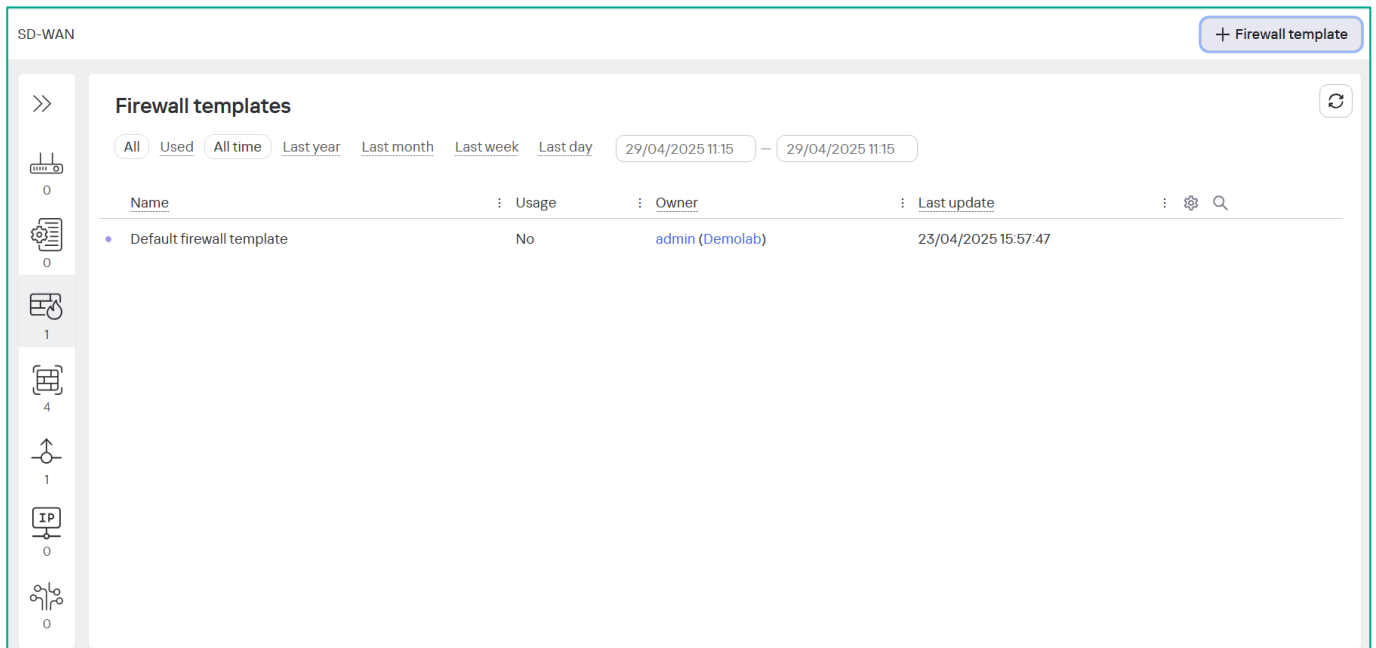 SD-WAN
+ Firewall template
Firewall templates
All Used All time Last year Last month Last week Last day 29/04/2025 11:15 — 29/04/2025 11:15
Name Usage Owner Last update
Default firewall template No admin (Demolab) 23/04/2025 15:57:47
0
0
1
4
1
IP
0
0